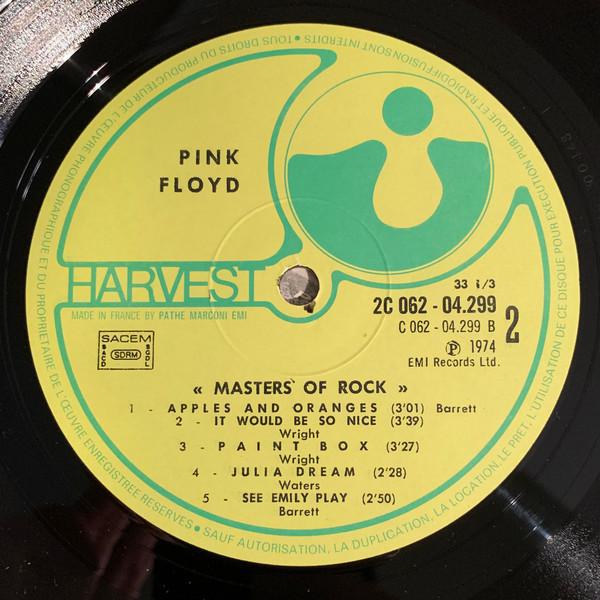 PINK
FLOYD
HARVEST
MADE IN FRANCE BY PATHE MARCONI EMI
SACEM
SACD
SDRM
SGDL
33 1/3
2C 062 - 04.299
C 062 - 04.299 B
2
Ⓟ 1974
EMI Records Ltd.
« MASTERS OF ROCK »
1 - APPLES AND ORANGES (3'01) Barrett
2 - IT WOULD BE SO NICE (3'39)
Wright
3 - PAINT BOX (3'27)
Wright
4 - JULIA DREAM (2'28)
Waters
5 - SEE EMILY PLAY (2'50)
Barrett
• TOUS DROITS DU PRODUCTEUR DE L'ŒUVRE PHONOGRAPHIQUE ET DU PROPRIETAIRE DE L'ŒUVRE ENREGISTREE RESERVES • SAUF AUTORISATION, LA DUPLICATION, LA LOCATION, LE PRET, L'UTILISATION DE CE DISQUE POUR EXECUTION PUBLIQUE ET RADIODIFFUSION SONT INTERDITS